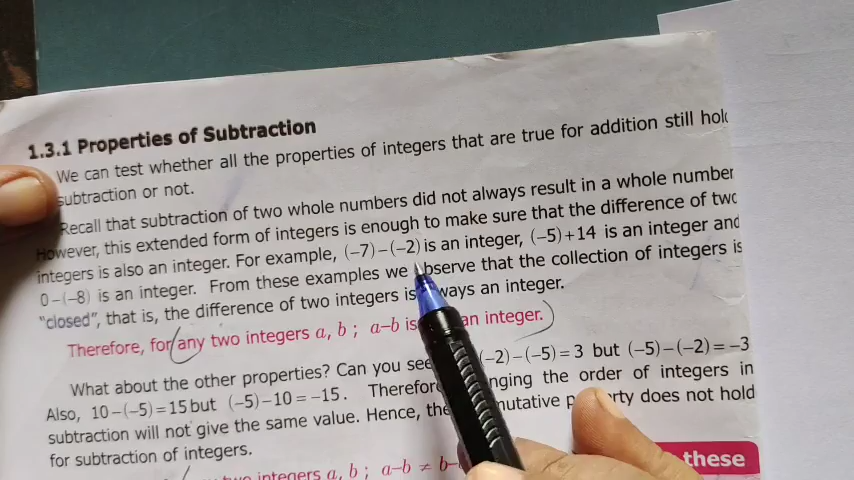 1.3.1 Properties of Subtraction
We can test whether all the properties of integers that are true for addition still hold
subtraction or not.
Recall that subtraction of two whole numbers did not always result in a whole number
However, this extended form of integers is enough to make sure that the difference of two
integers is also an integer. For example, (−7)−(−2) is an integer, (−5)+14 is an integer and
0−(−8) is an integer. From these examples we observe that the collection of integers is
"closed", that is, the difference of two integers is always an integer.
Therefore, for any two integers a, b ; a−b is an integer.
What about the other properties? Can you see (−2)−(−5)=3 but (−5)−(−2)=−3
Also, 10−(−5)=15 but (−5)−10=−15. Therefore the order of integers in
subtraction will not give the same value. Hence, the does not hold
for subtraction of integers.
two integers a, b ; a−b ≠
these